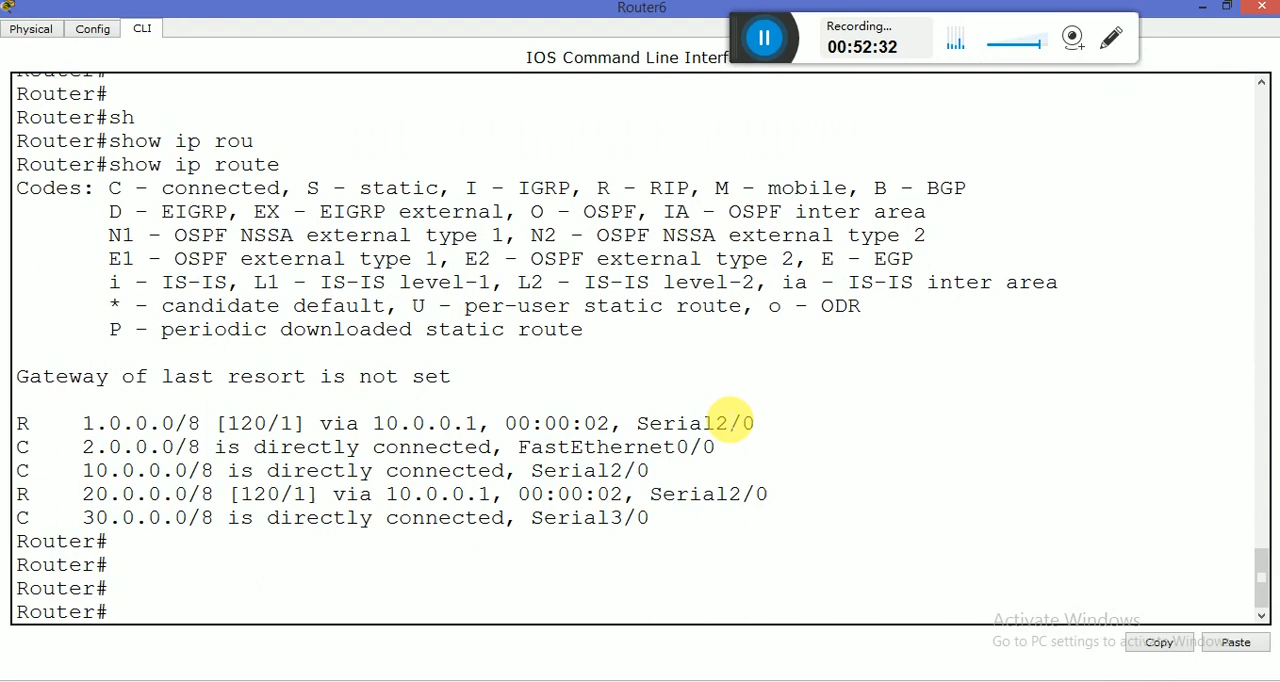 Router6
Physical Config CLI
Recording...
00:52:32
IOS Command Line Interf
Router#
Router#
Router#sh
Router#show ip rou
Router#show ip route
Codes: C - connected, S - static, I - IGRP, R - RIP, M - mobile, B - BGP
D - EIGRP, EX - EIGRP external, O - OSPF, IA - OSPF inter area
N1 - OSPF NSSA external type 1, N2 - OSPF NSSA external type 2
E1 - OSPF external type 1, E2 - OSPF external type 2, E - EGP
i - IS-IS, L1 - IS-IS level-1, L2 - IS-IS level-2, ia - IS-IS inter area
* - candidate default, U - per-user static route, o - ODR
P - periodic downloaded static route
Gateway of last resort is not set
R 1.0.0.0/8 [120/1] via 10.0.0.1, 00:00:02, Serial2/0
C 2.0.0.0/8 is directly connected, FastEthernet0/0
C 10.0.0.0/8 is directly connected, Serial2/0
R 20.0.0.0/8 [120/1] via 10.0.0.1, 00:00:02, Serial2/0
C 30.0.0.0/8 is directly connected, Serial3/0
Router#
Router#
Router#
Router#
Activate Windows
Go to PC settings to activate Windows.
Copy Paste